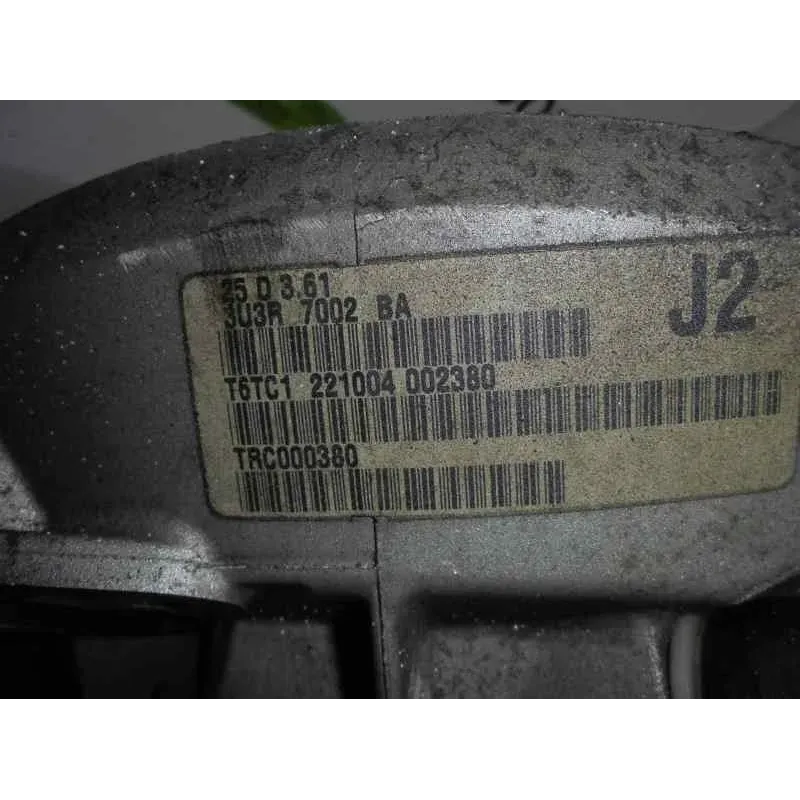 25 D 3.61
3U3R 7002 BA
J2
T6TC1 221004 002380
TRC000380